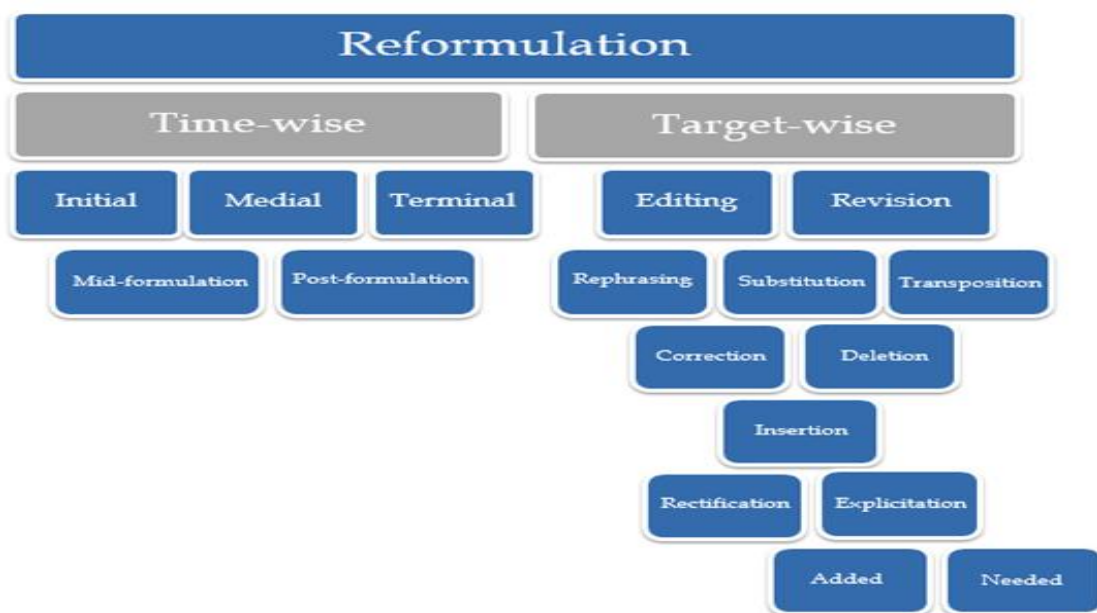 Reformulation
Time-wise Target-wise
Initial Medial Terminal Editing Revision
Mid-formulation Post-formulation Rephrasing Substitution Transposition
Correction Deletion
Insertion
Rectification Explicitation
Added Needed